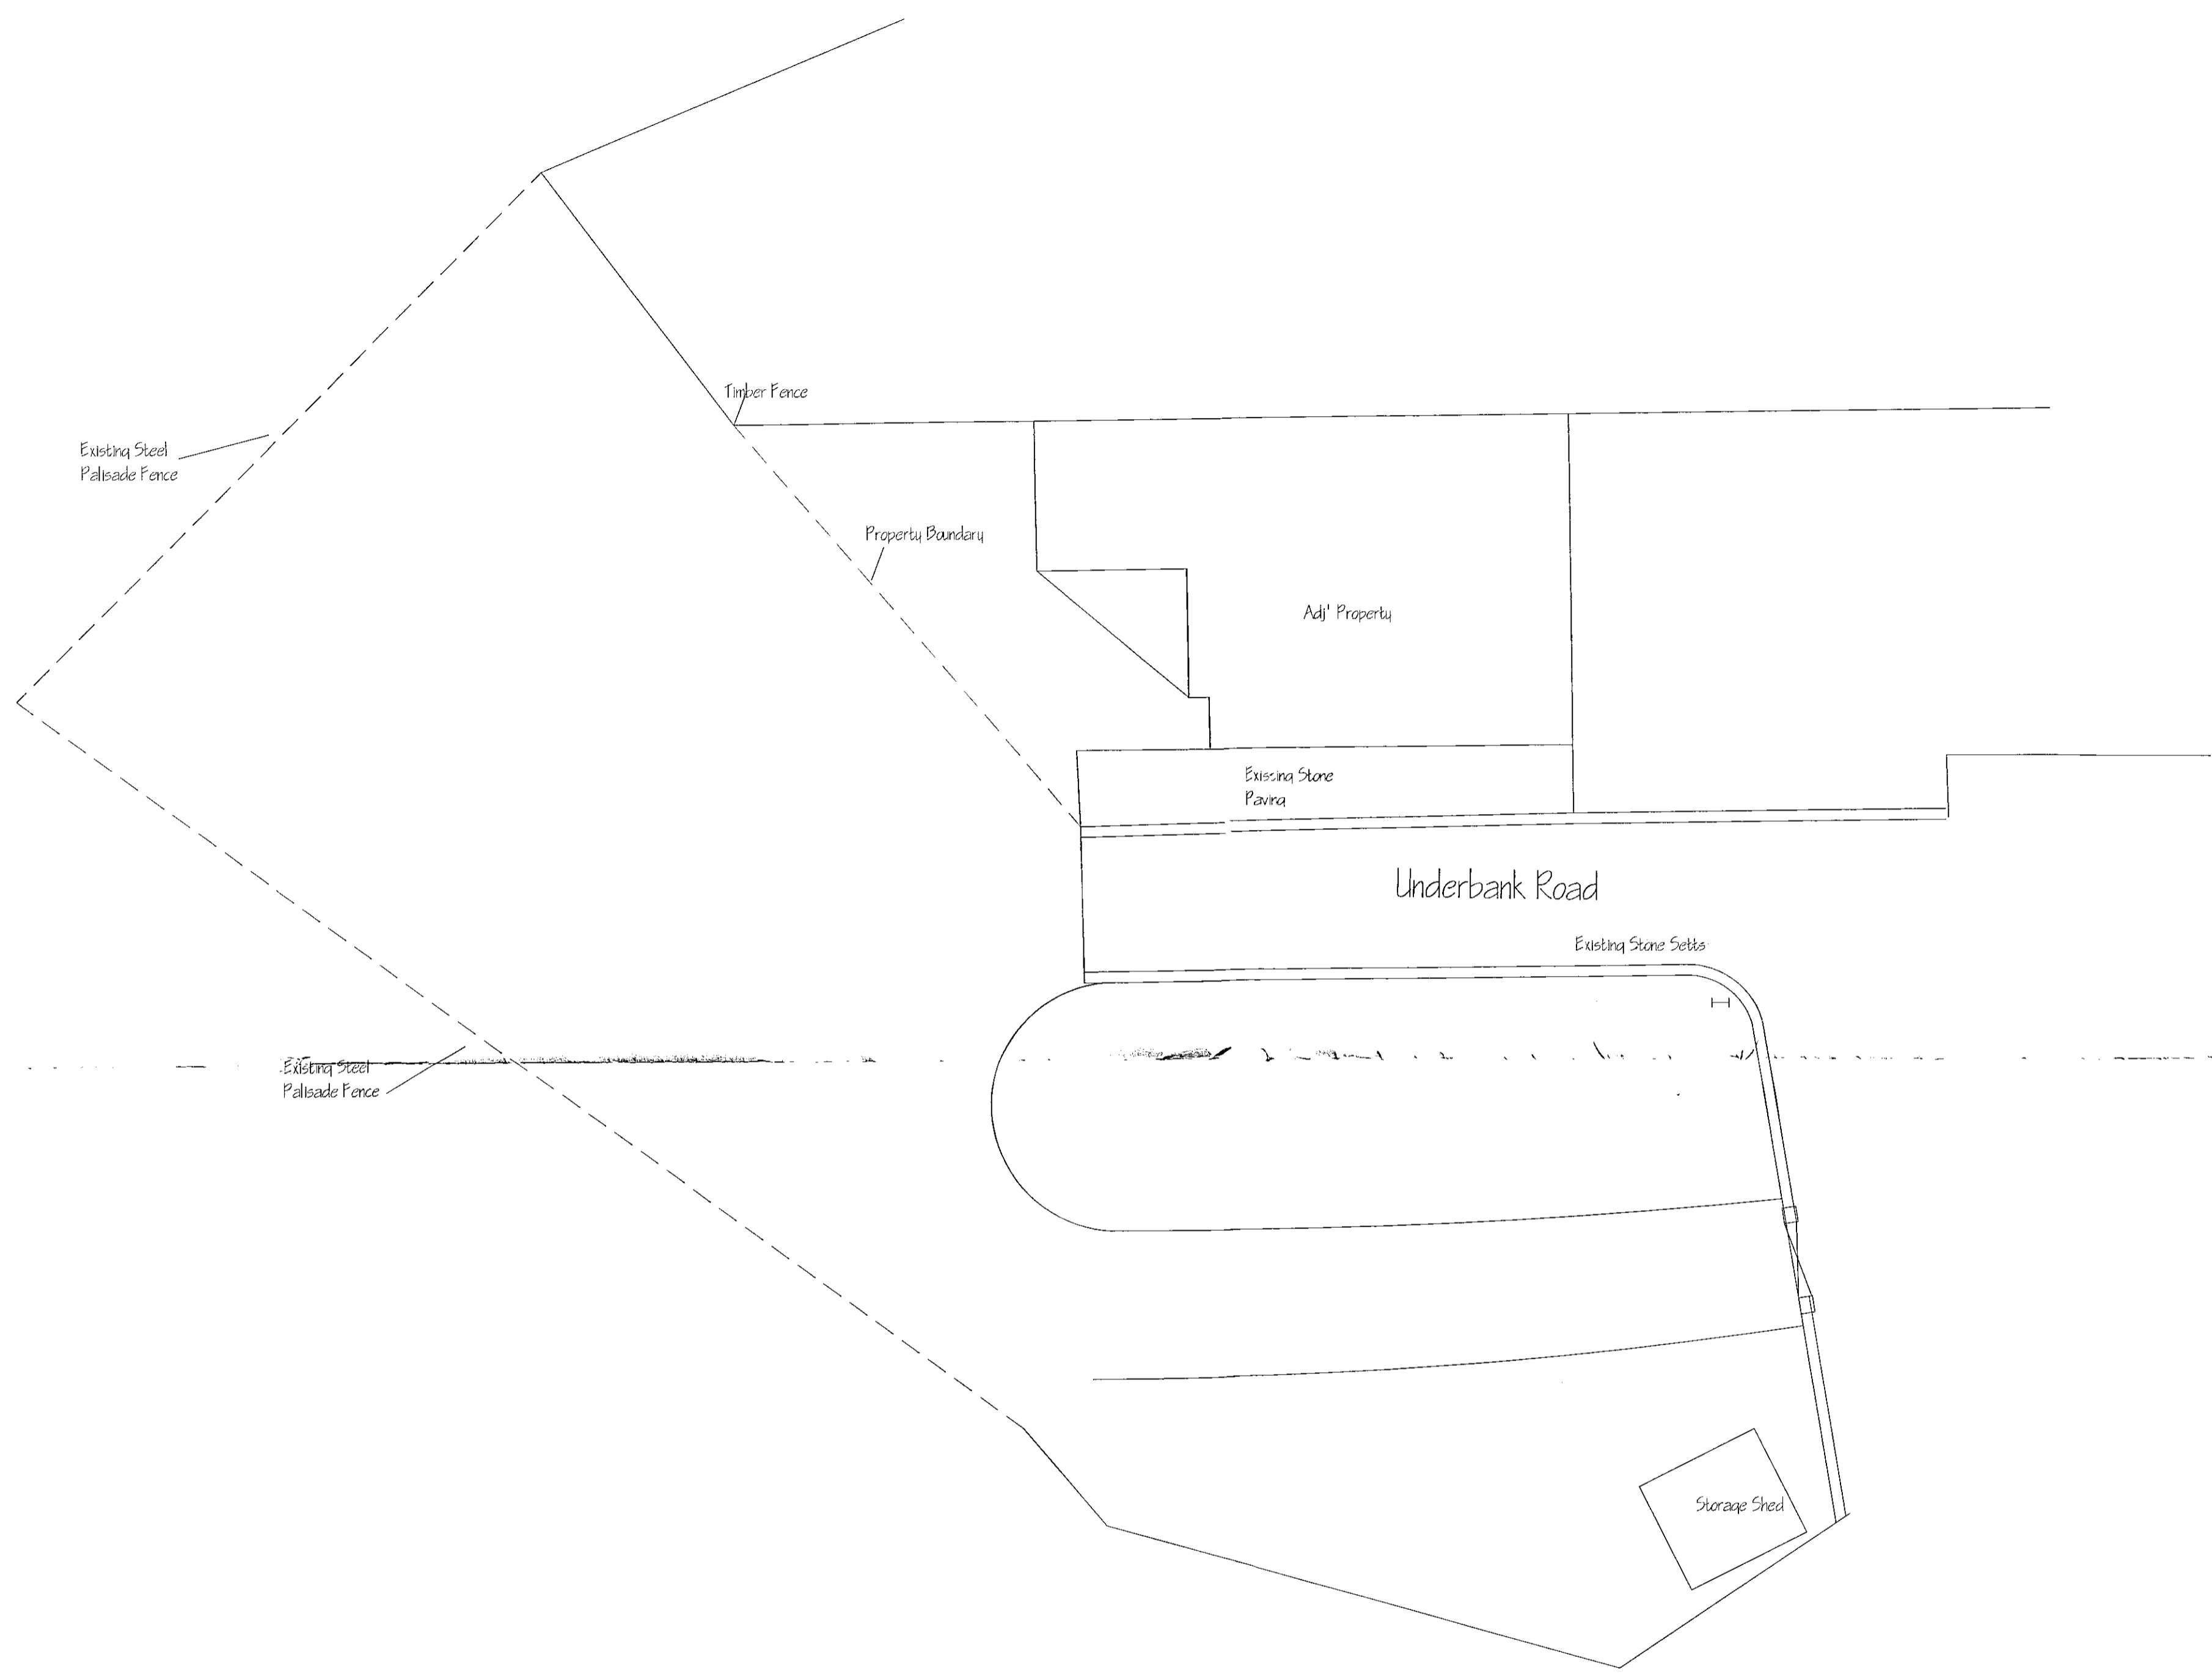 Timber Fence
Existing Steel
Palisade Fence
Property Boundary
Adj' Property
Existing Stone
Paving
Underbank Road
Existing Stone Setts
Existing Steel
Palisade Fence
Storage Shed